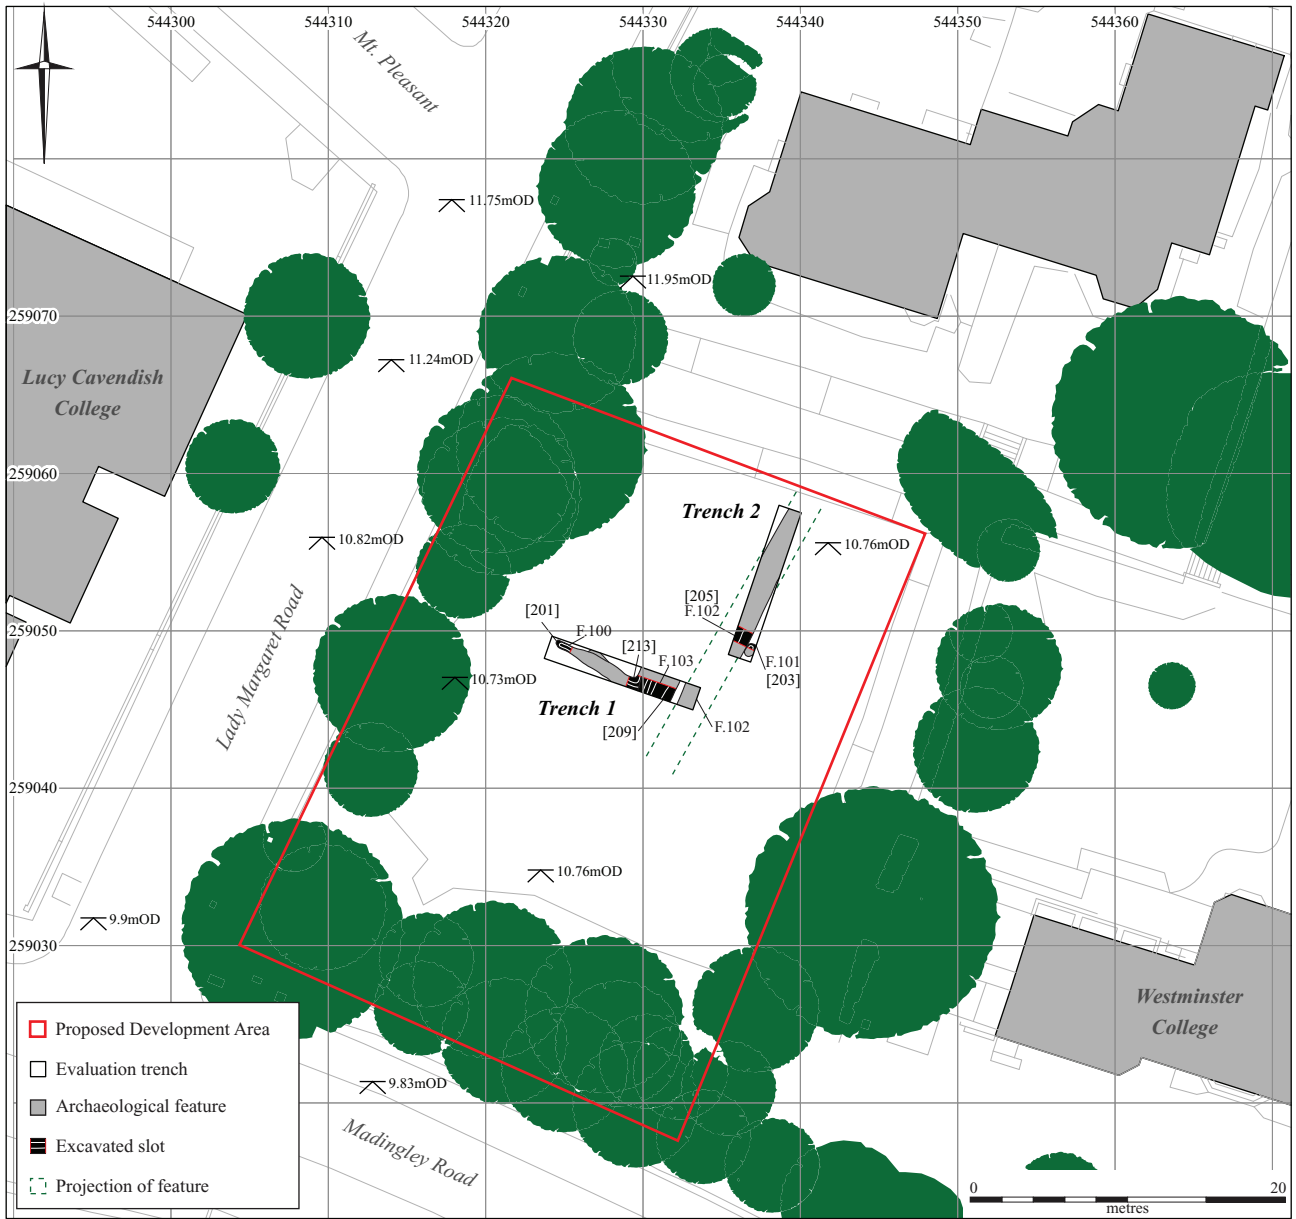 544300
544310
544320
544330
544340
544350
544360
Mt. Pleasant
11.75mOD
11.95mOD
259070
11.24mOD
Lucy Cavendish
College
259060
Trench 2
10.82mOD
10.76mOD
[205]
F.102
[201]
F.100
259050
[213]
F.103
F.101
[203]
10.73mOD
Trench 1
[209]
F.102
Lady Margaret Road
259040
10.76mOD
9.9mOD
259030
Westminster
College
9.83mOD
Madingley Road
Proposed Development Area
Evaluation trench
Archaeological feature
Excavated slot
Projection of feature
0
20
metres